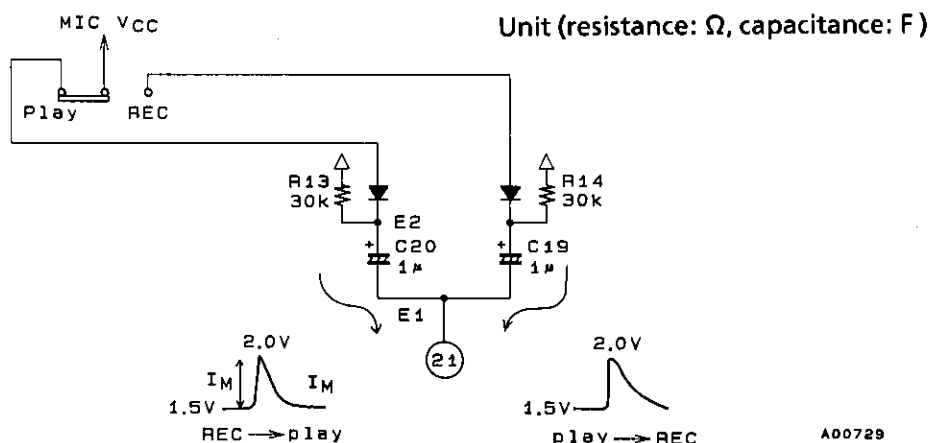 Unit (resistance: Ω, capacitance: F)
MIC VCC
Play
REC
R13
30k
R14
30k
E2
+ C20
1μ
+ C19
1μ
E1
21
2.0V
IM
IM
1.5V
REC → play
2.0V
1.5V
play → REC
A00729